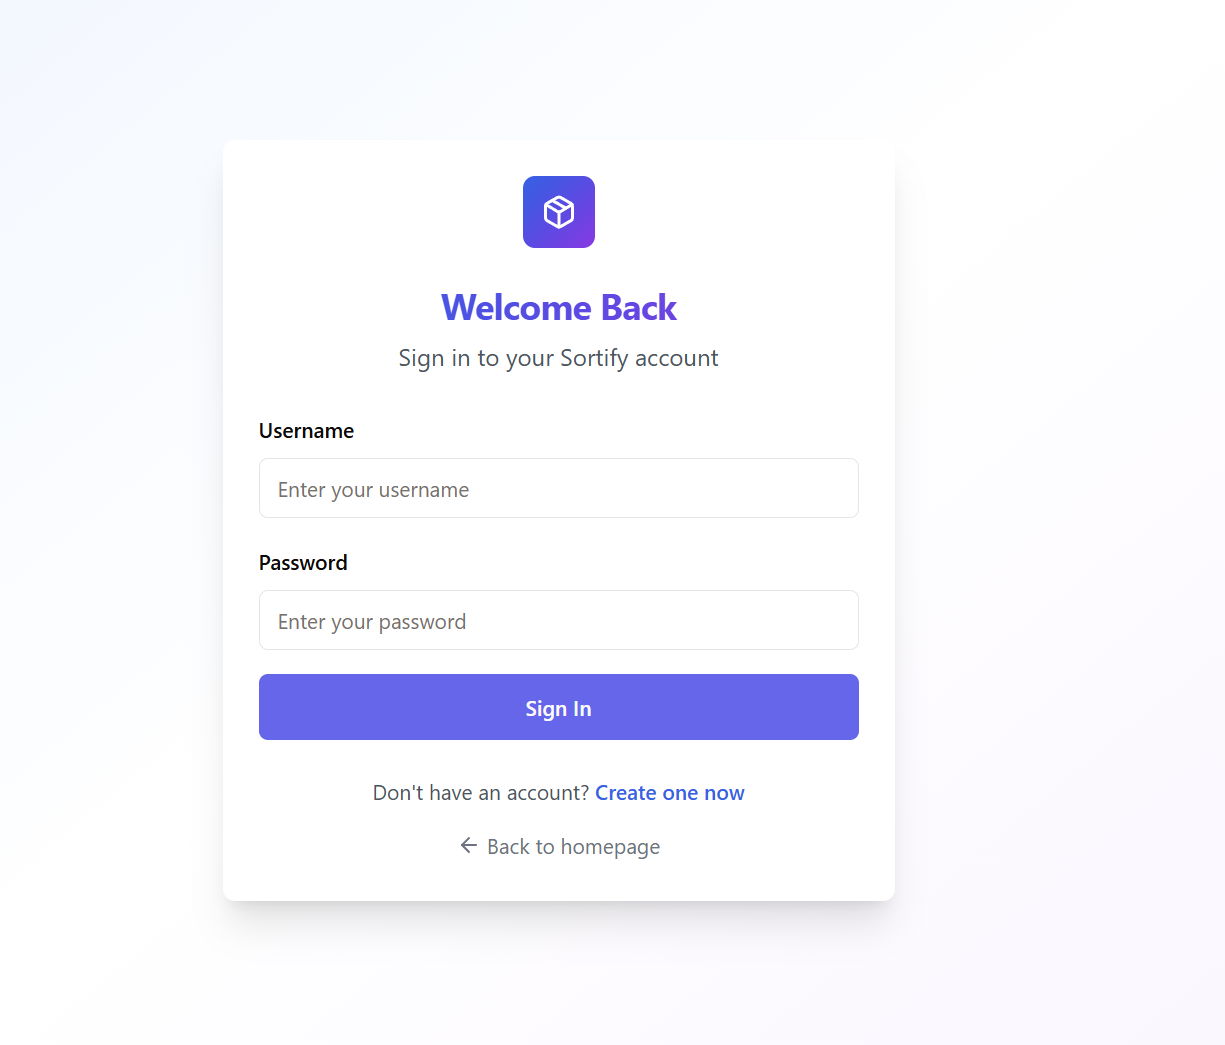 Welcome Back
Sign in to your Sortify account
Username
Enter your username
Password
Enter your password
Sign In
Don't have an account? Create one now
Back to homepage